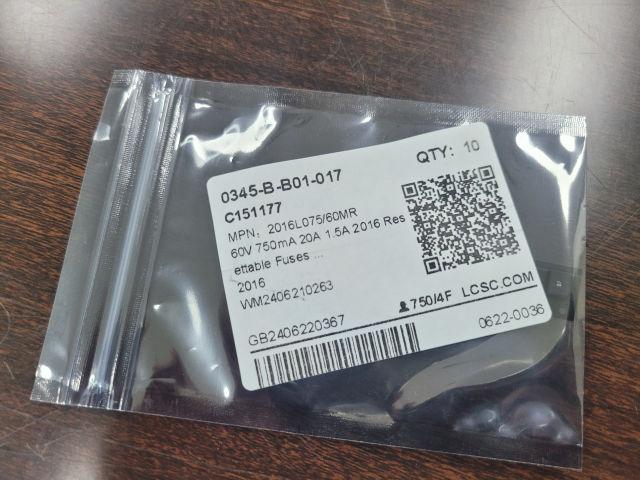 0345-B-B01-017
QTY: 10
C151177
MPN: 2016L075/60MR
60V 750mA 20A 1.5A 2016 Res
ettable Fuses ...
2016
WM2406210263
750/4F LCSC.COM
GB2406220367
0622-0036